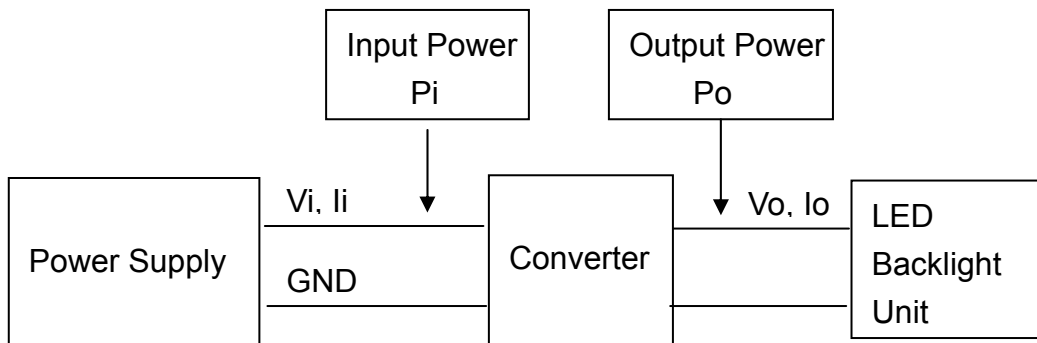 Input Power
Pi
Output Power
Po
Vi, Ii
Vo, Io
Power Supply
GND
Converter
LED
Backlight
Unit